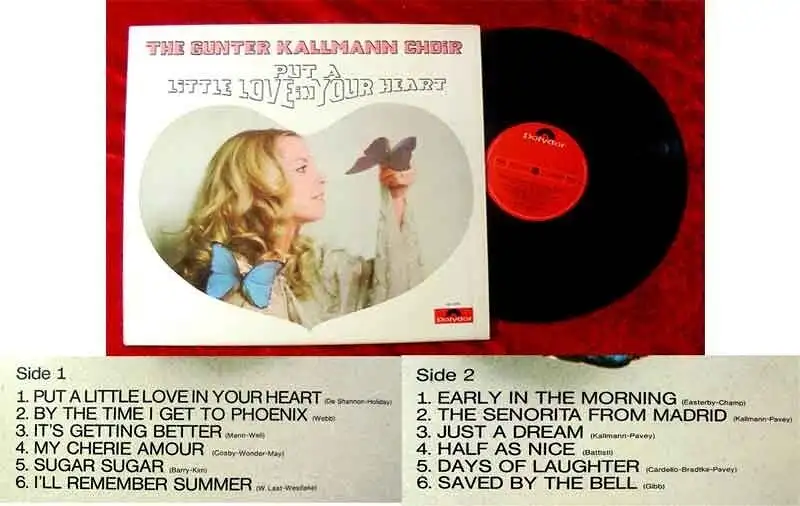 THE GUNTER KALLMANN CHOIR
PUT A
LITTLE LOVE IN YOUR HEART
Polydor
Polydor
Side 1
1. PUT A LITTLE LOVE IN YOUR HEART (De Shannon-Holiday)
2. BY THE TIME I GET TO PHOENIX (Webb)
3. IT'S GETTING BETTER (Mann-Weil)
4. MY CHERIE AMOUR (Cosby-Wonder-May)
5. SUGAR SUGAR (Barry-Kim)
6. I'LL REMEMBER SUMMER (W. Last-Westlake)
Side 2
1. EARLY IN THE MORNING (Easterby-Champ)
2. THE SENORITA FROM MADRID (Kallmann-Pavey)
3. JUST A DREAM (Kallmann-Pavey)
4. HALF AS NICE (Battisti)
5. DAYS OF LAUGHTER (Cardello-Bradtke-Pavey)
6. SAVED BY THE BELL (Gibb)